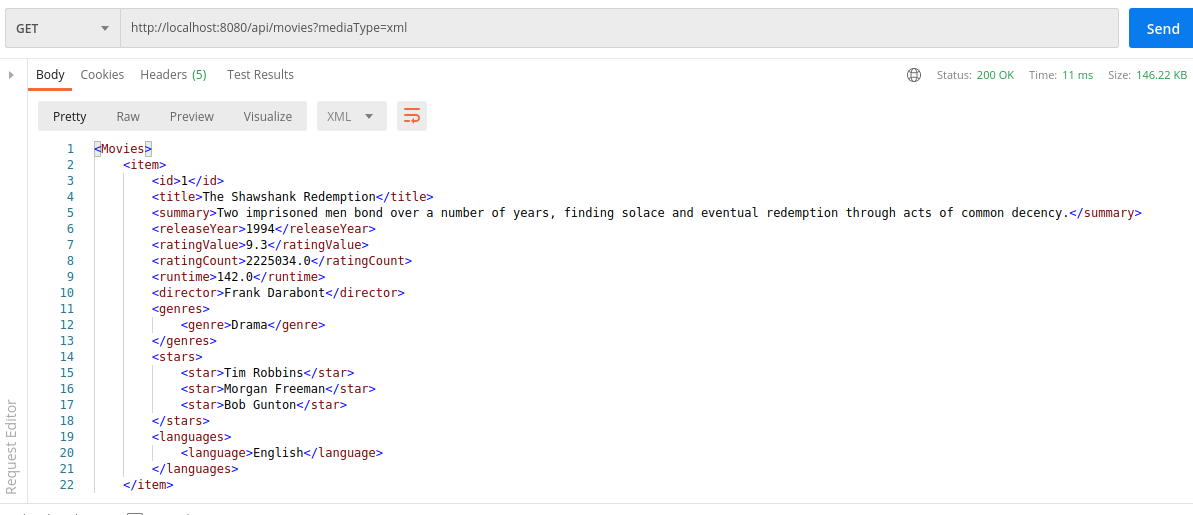 GET http://localhost:8080/api/movies?mediaType=xml Send
Body Cookies Headers (5) Test Results Status: 200 OK Time: 11 ms Size: 146.22 KB
Pretty Raw Preview Visualize XML
1 <Movies>
2 <item>
3 <id>1</id>
4 <title>The Shawshank Redemption</title>
5 <summary>Two imprisoned men bond over a number of years, finding solace and eventual redemption through acts of common decency.</summary>
6 <releaseYear>1994</releaseYear>
7 <ratingValue>9.3</ratingValue>
8 <ratingCount>2225034.0</ratingCount>
9 <runtime>142.0</runtime>
10 <director>Frank Darabont</director>
11 <genres>
12 <genre>Drama</genre>
13 </genres>
14 <stars>
15 <star>Tim Robbins</star>
16 <star>Morgan Freeman</star>
17 <star>Bob Gunton</star>
18 </stars>
19 <languages>
20 <language>English</language>
21 </languages>
22 </item>
Request Editor